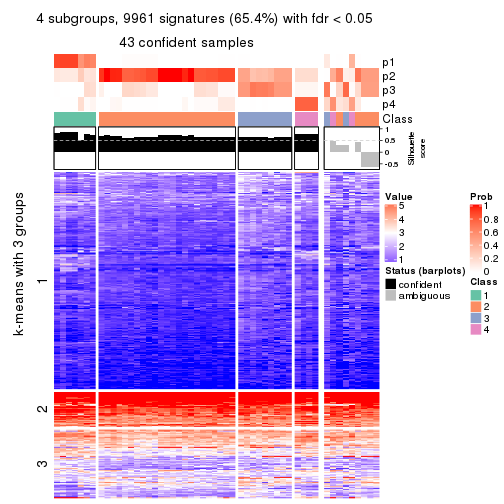 4 subgroups, 9961 signatures (65.4%) with fdr < 0.05
43 confident samples
p1
p2
p3
p4
Class
1
0.5
0
-0.5
Silhouette
score
k-means with 3 groups
1
2
3
Value
5
4
3
2
1
Status (barplots)
confident
ambiguous
Prob
1
0.8
0.6
0.4
0.2
0
Class
1
2
3
4